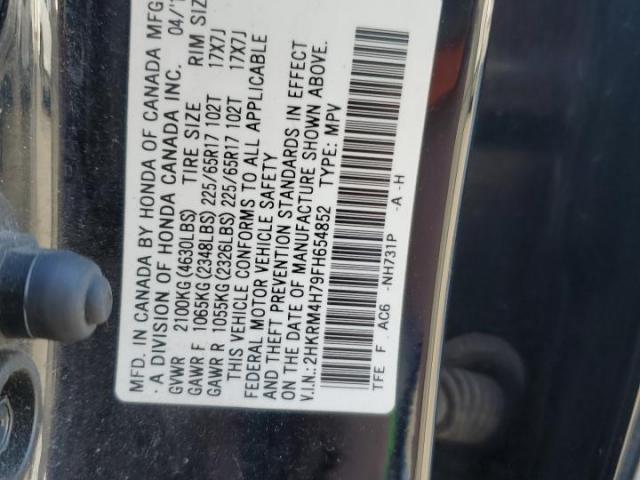 MFD. IN CANADA BY HONDA OF CANADA MFG
· A DIVISION OF HONDA CANADA INC. 04/1
GVWR 2100KG(4630LBS) TIRE SIZE RIM SIZ
GAWR F 1065KG(2348LBS) 225/65R17 102T 17X7J
GAWR R 1055KG(2326LBS) 225/65R17 102T 17X7J
THIS VEHICLE CONFORMS TO ALL APPLICABLE
FEDERAL MOTOR VEHICLE SAFETY
AND THEFT PREVENTION STANDARDS IN EFFECT
ON THE DATE OF MANUFACTURE SHOWN ABOVE.
V.I.N.: 2HKRM4H79FH654852 TYPE: MPV
TFE F AC6 -NH731P -A -H